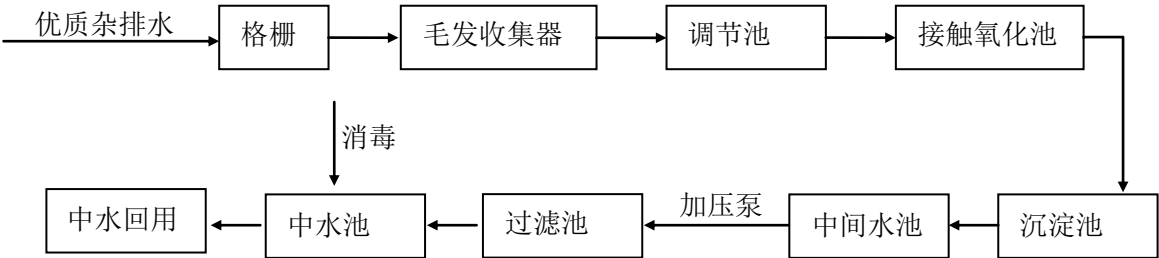 优质杂排水
格栅
毛发收集器
调节池
接触氧化池
消毒
中水回用
中水池
过滤池
加压泵
中间水池
沉淀池